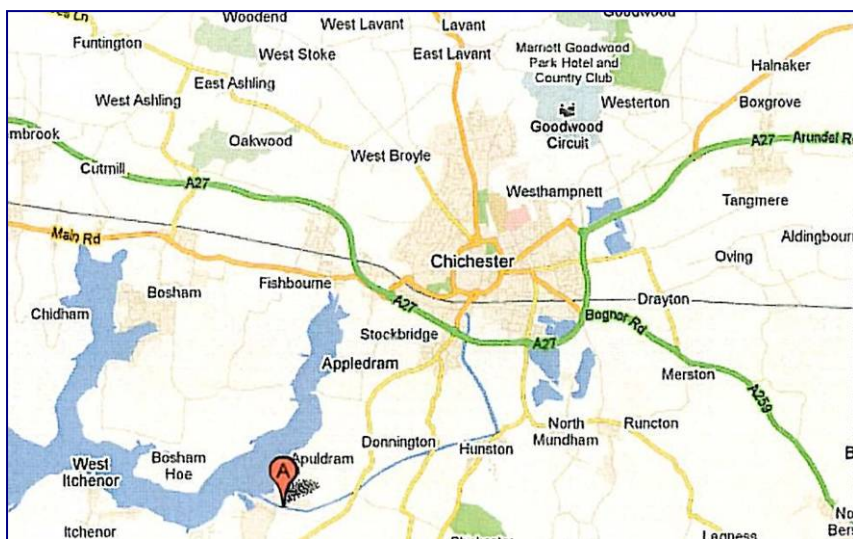 Woodend
West Lavant
Lavant
Goodwood
Funtington
West Stoke
East Lavant
Marriott Goodwood
Park Hotel and
Country Club
Halnaker
West Ashling
East Ashling
Westerton
Boxgrove
Goodwood
Circuit
Oakwood
West Broyle
A27
Arundel
Cutmill
A27
Westhampnett
Tangmere
Main Rd
Chichester
Oving
Fishbourne
Bosham
Drayton
Chidham
A27
Stockbridge
A27
Bognor Rd
Appledram
Merston
A259
Donnington
North
Mundham
Runcton
West
Itchenor
Bosham
Hoe
Apuldram
Hunston
A
Itchenor